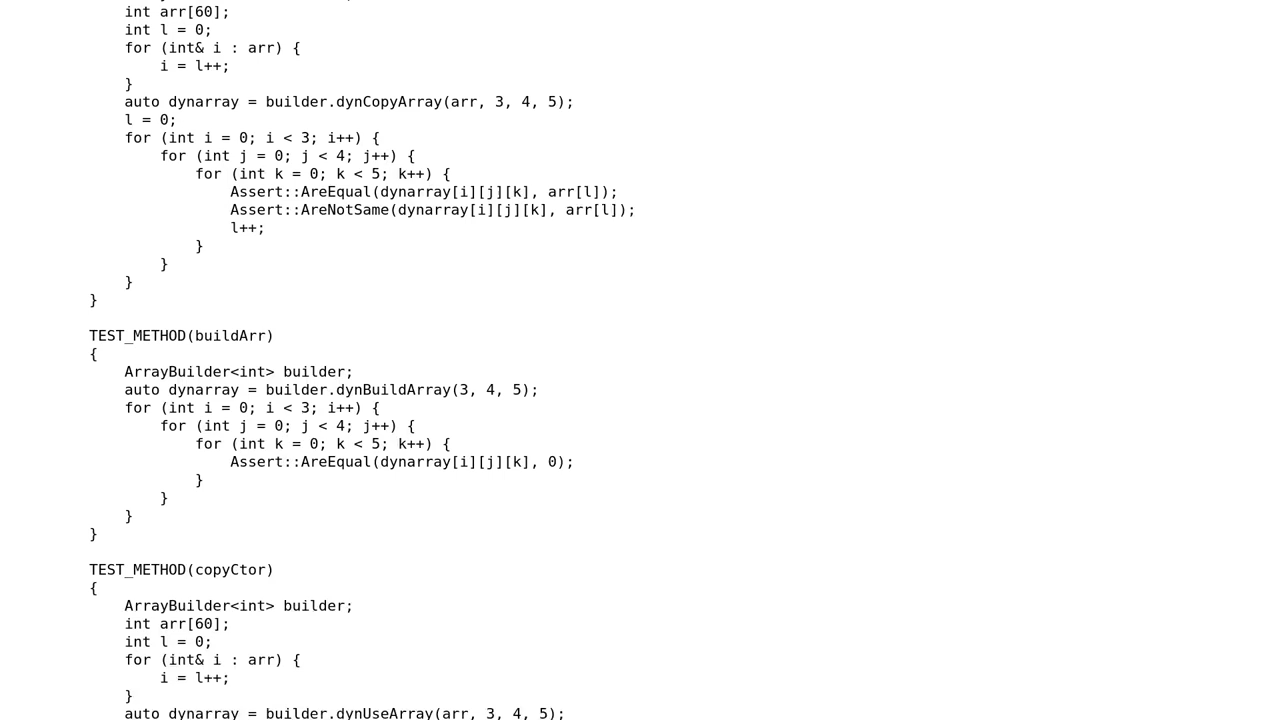 int arr[60];
int l = 0;
for (int& i : arr) {
i = l++;
}
auto dynarray = builder.dynCopyArray(arr, 3, 4, 5);
l = 0;
for (int i = 0; i < 3; i++) {
for (int j = 0; j < 4; j++) {
for (int k = 0; k < 5; k++) {
Assert::AreEqual(dynarray[i][j][k], arr[l]);
Assert::AreNotSame(dynarray[i][j][k], arr[l]);
l++;
}
}
}
}
TEST_METHOD(buildArr)
{
ArrayBuilder<int> builder;
auto dynarray = builder.dynBuildArray(3, 4, 5);
for (int i = 0; i < 3; i++) {
for (int j = 0; j < 4; j++) {
for (int k = 0; k < 5; k++) {
Assert::AreEqual(dynarray[i][j][k], 0);
}
}
}
}
TEST_METHOD(copyCtor)
{
ArrayBuilder<int> builder;
int arr[60];
int l = 0;
for (int& i : arr) {
i = l++;
}
auto dynarray = builder.dynUseArray(arr, 3, 4, 5);